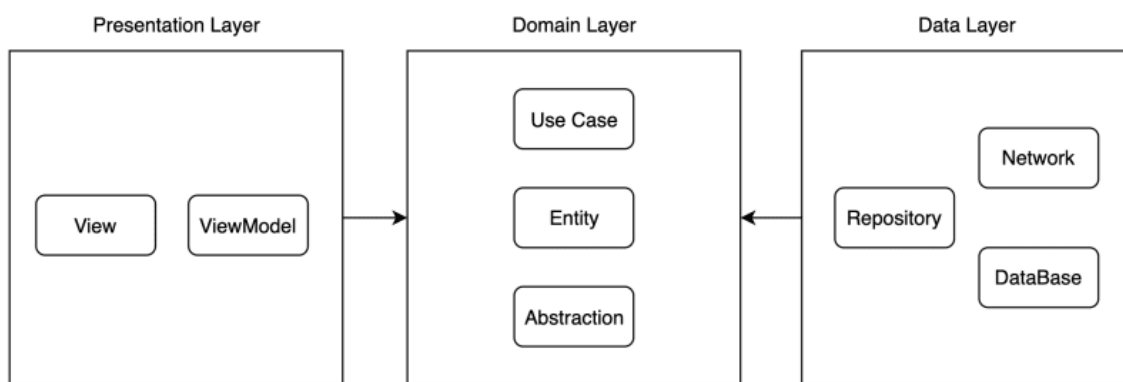 Presentation Layer
Domain Layer
Data Layer
View
ViewModel
Use Case
Entity
Abstraction
Repository
Network
DataBase